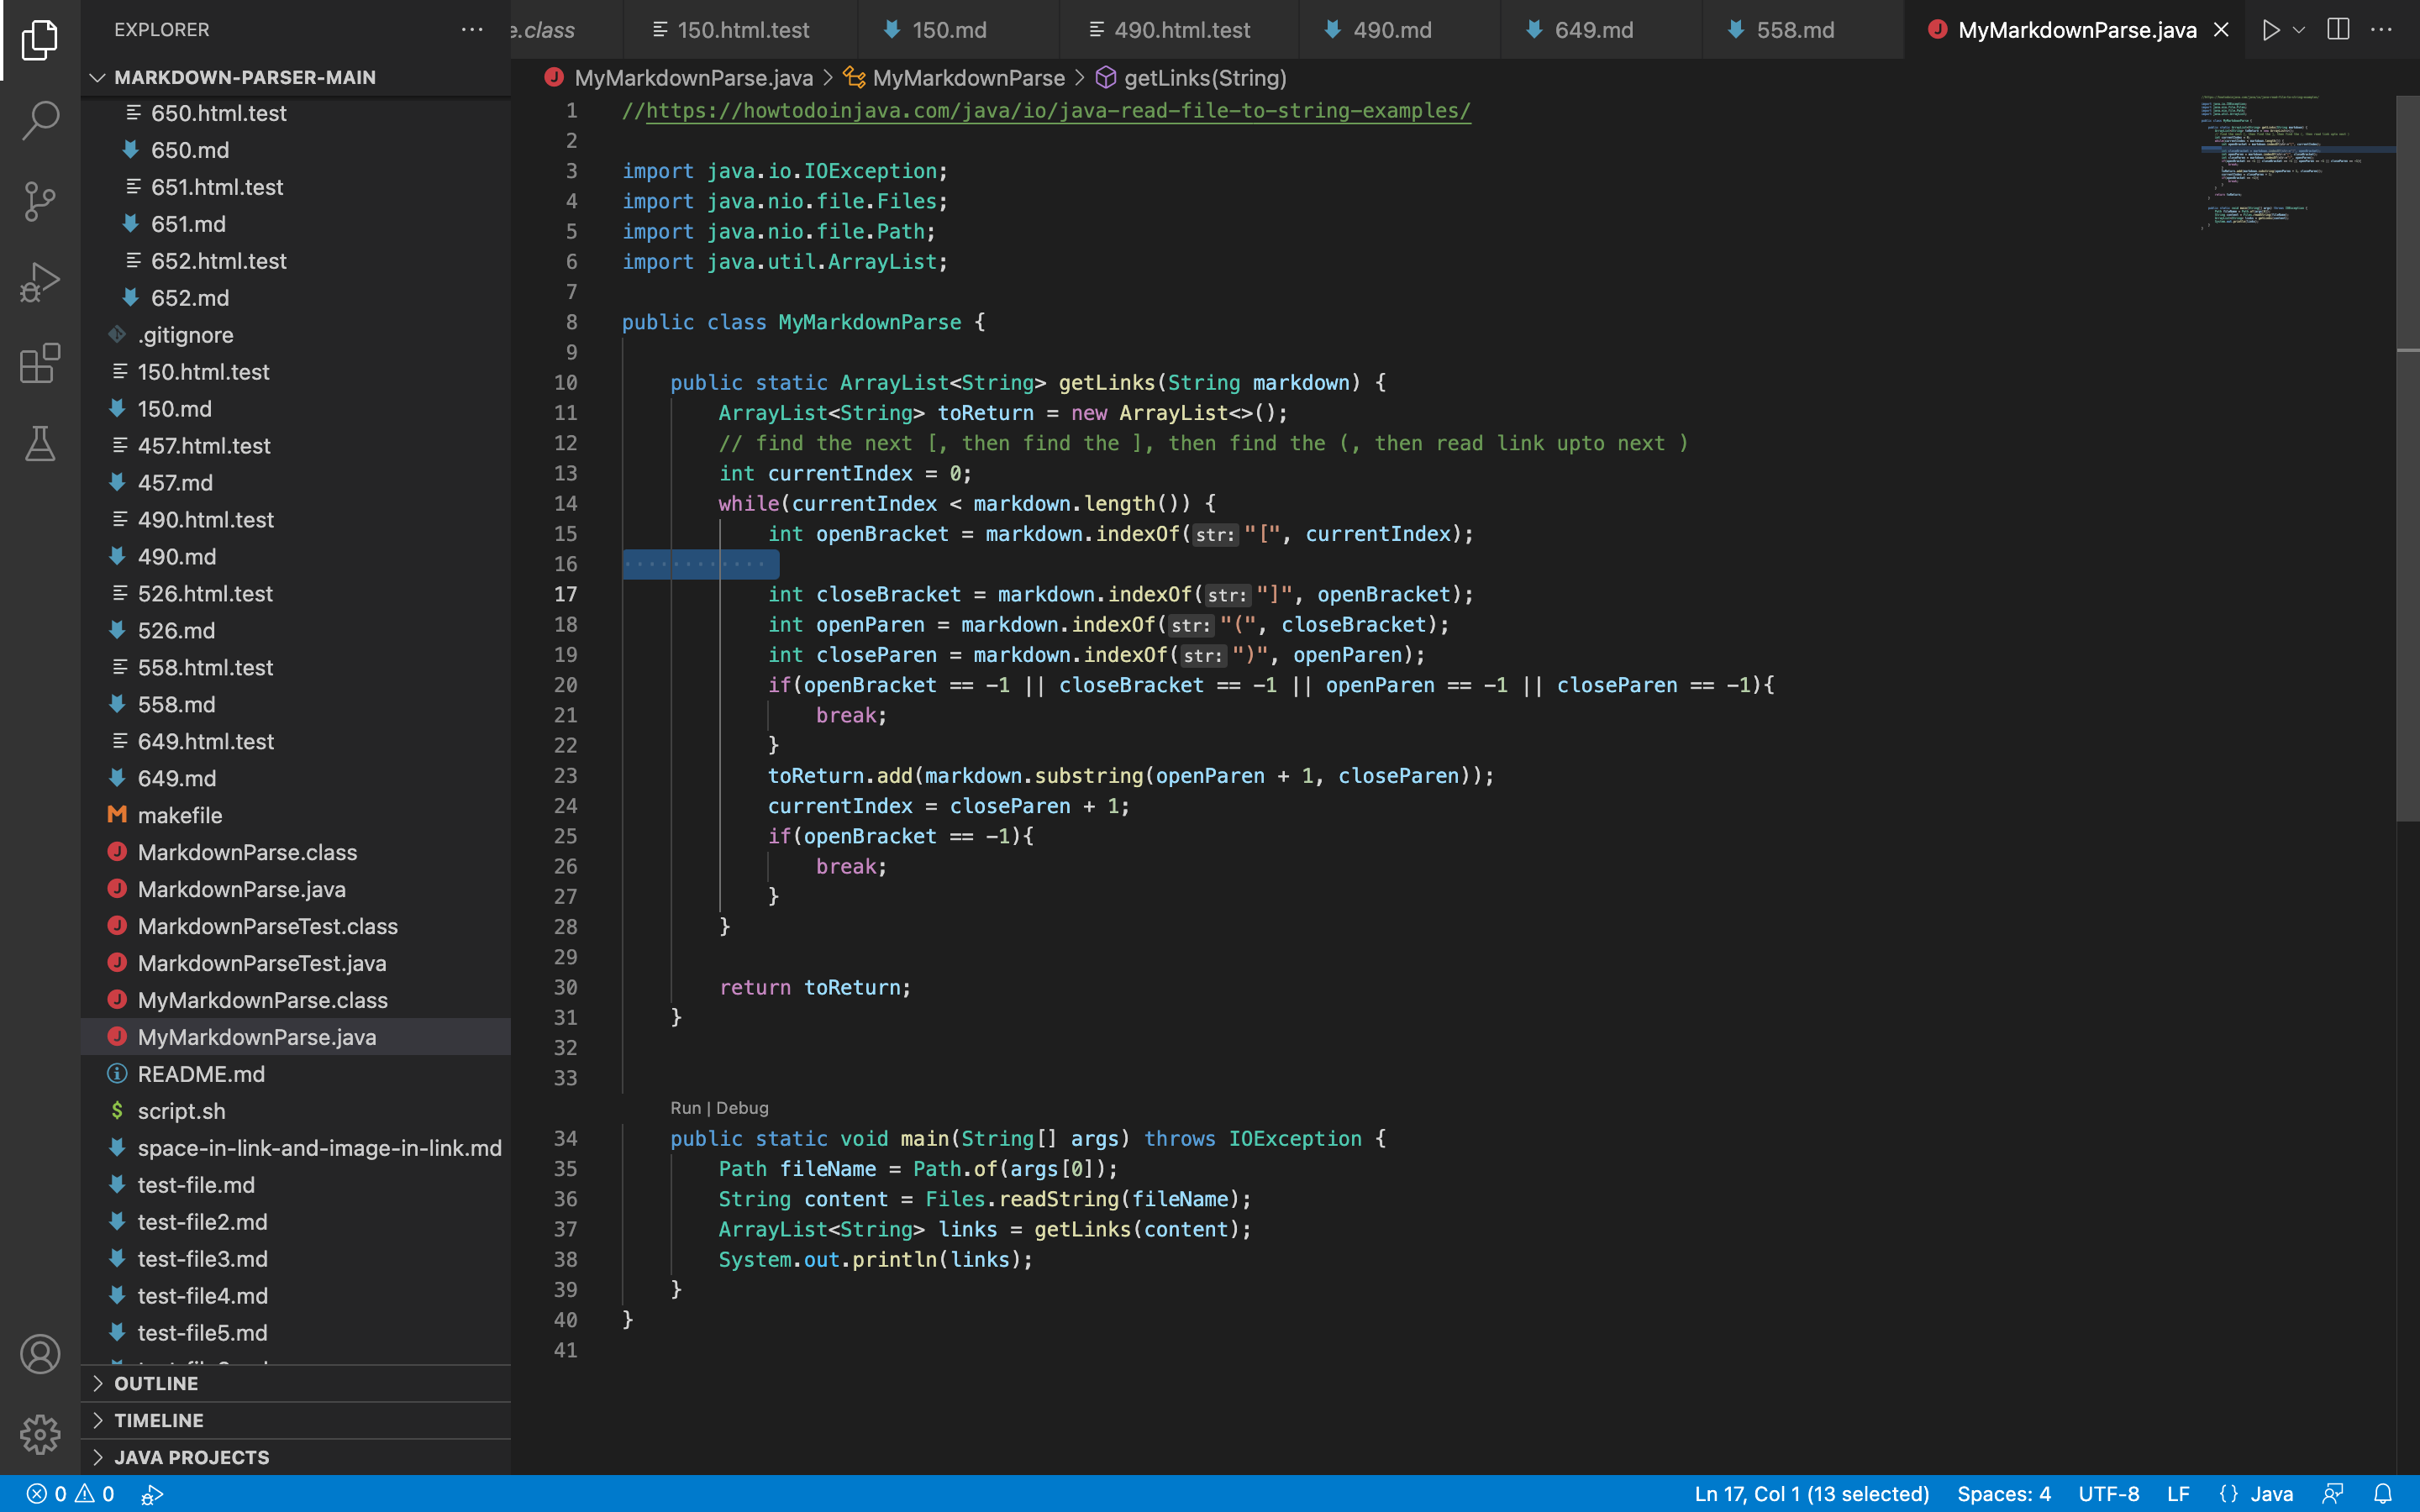 EXPLORER
MARKDOWN-PARSER-MAIN
650.html.test
650.md
651.html.test
651.md
652.html.test
652.md
.gitignore
150.html.test
150.md
457.html.test
457.md
490.html.test
490.md
526.html.test
526.md
558.html.test
558.md
649.html.test
649.md
makefile
MarkdownParse.class
MarkdownParse.java
MarkdownParseTest.class
MarkdownParseTest.java
MyMarkdownParse.class
MyMarkdownParse.java
README.md
script.sh
space-in-link-and-image-in-link.md
test-file.md
test-file2.md
test-file3.md
test-file4.md
test-file5.md
OUTLINE
TIMELINE
JAVA PROJECTS
e.class 150.html.test 150.md 490.html.test 490.md 649.md 558.md MyMarkdownParse.java
MyMarkdownParse.java > MyMarkdownParse > getLinks(String)
1 //https://howtodoinjava.com/java/io/java-read-file-to-string-examples/
2
3 import java.io.IOException;
4 import java.nio.file.Files;
5 import java.nio.file.Path;
6 import java.util.ArrayList;
7
8 public class MyMarkdownParse {
9
10 public static ArrayList<String> getLinks(String markdown) {
11 ArrayList<String> toReturn = new ArrayList<>();
12 // find the next [, then find the ], then find the (, then read link upto next )
13 int currentIndex = 0;
14 while(currentIndex < markdown.length()) {
15 int openBracket = markdown.indexOf(str:"[", currentIndex);
16
17 int closeBracket = markdown.indexOf(str:"]", openBracket);
18 int openParen = markdown.indexOf(str:"(", closeBracket);
19 int closeParen = markdown.indexOf(str:")", openParen);
20 if(openBracket == -1 || closeBracket == -1 || openParen == -1 || closeParen == -1){
21 break;
22 }
23 toReturn.add(markdown.substring(openParen + 1, closeParen));
24 currentIndex = closeParen + 1;
25 if(openBracket == -1){
26 break;
27 }
28 }
29
30 return toReturn;
31 }
32
33
Run | Debug
34 public static void main(String[] args) throws IOException {
35 Path fileName = Path.of(args[0]);
36 String content = Files.readString(fileName);
37 ArrayList<String> links = getLinks(content);
38 System.out.println(links);
39 }
40 }
41
0 0 Ln 17, Col 1 (13 selected) Spaces: 4 UTF-8 LF {} Java